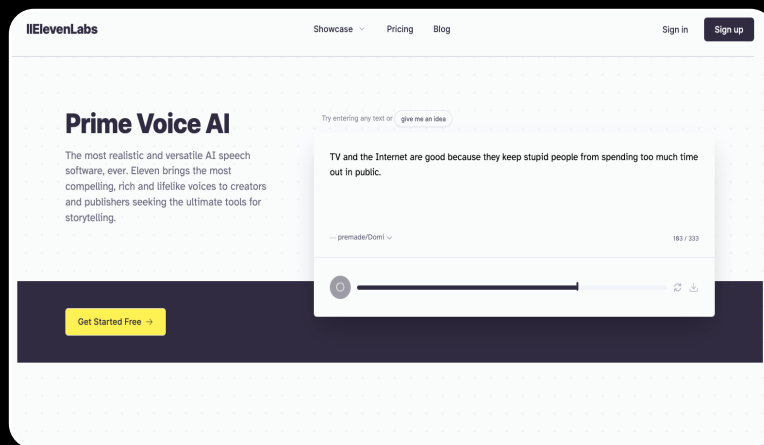 IIElevenLabs
Showcase
Pricing
Blog
Sign in
Sign up
Prime Voice AI
The most realistic and versatile AI speech
software, ever. Eleven brings the most
compelling, rich and lifelike voices to creators
and publishers seeking the ultimate tools for
storytelling.
Get Started Free →
Try entering any text or give me an idea
TV and the Internet are good because they keep stupid people from spending too much time
out in public.
— premade/Domi
103 / 333